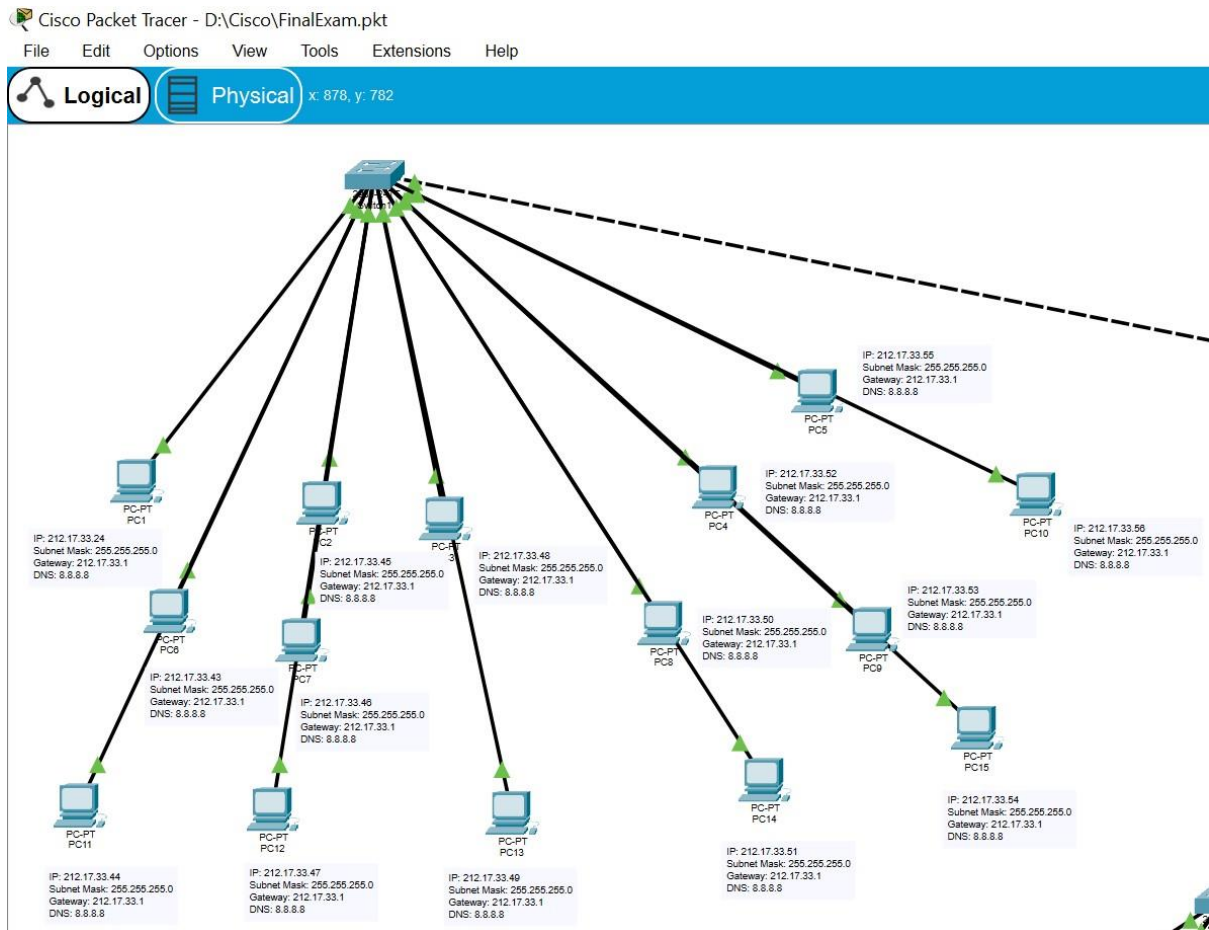 Cisco Packet Tracer - D:\Cisco\FinalExam.pkt
File Edit Options View Tools Extensions Help
Logical Physical x: 878, y: 782
Switch1
IP: 212.17.33.55
Subnet Mask: 255.255.255.0
Gateway: 212.17.33.1
DNS: 8.8.8.8
PC-PT
PC5
PC-PT
PC1
IP: 212.17.33.24
Subnet Mask: 255.255.255.0
Gateway: 212.17.33.1
DNS: 8.8.8.8
PC-PT
PC2
IP: 212.17.33.45
Subnet Mask: 255.255.255.0
Gateway: 212.17.33.1
DNS: 8.8.8.8
PC-PT
3
IP: 212.17.33.48
Subnet Mask: 255.255.255.0
Gateway: 212.17.33.1
DNS: 8.8.8.8
PC-PT
PC4
IP: 212.17.33.52
Subnet Mask: 255.255.255.0
Gateway: 212.17.33.1
DNS: 8.8.8.8
PC-PT
PC10
IP: 212.17.33.56
Subnet Mask: 255.255.255.0
Gateway: 212.17.33.1
DNS: 8.8.8.8
PC-PT
PC6
IP: 212.17.33.43
Subnet Mask: 255.255.255.0
Gateway: 212.17.33.1
DNS: 8.8.8.8
PC-PT
PC7
IP: 212.17.33.46
Subnet Mask: 255.255.255.0
Gateway: 212.17.33.1
DNS: 8.8.8.8
PC-PT
PC8
IP: 212.17.33.50
Subnet Mask: 255.255.255.0
Gateway: 212.17.33.1
DNS: 8.8.8.8
PC-PT
PC9
IP: 212.17.33.53
Subnet Mask: 255.255.255.0
Gateway: 212.17.33.1
DNS: 8.8.8.8
PC-PT
PC15
IP: 212.17.33.54
Subnet Mask: 255.255.255.0
Gateway: 212.17.33.1
DNS: 8.8.8.8
PC-PT
PC11
IP: 212.17.33.44
Subnet Mask: 255.255.255.0
Gateway: 212.17.33.1
DNS: 8.8.8.8
PC-PT
PC12
IP: 212.17.33.47
Subnet Mask: 255.255.255.0
Gateway: 212.17.33.1
DNS: 8.8.8.8
PC-PT
PC13
IP: 212.17.33.49
Subnet Mask: 255.255.255.0
Gateway: 212.17.33.1
DNS: 8.8.8.8
PC-PT
PC14
IP: 212.17.33.51
Subnet Mask: 255.255.255.0
Gateway: 212.17.33.1
DNS: 8.8.8.8